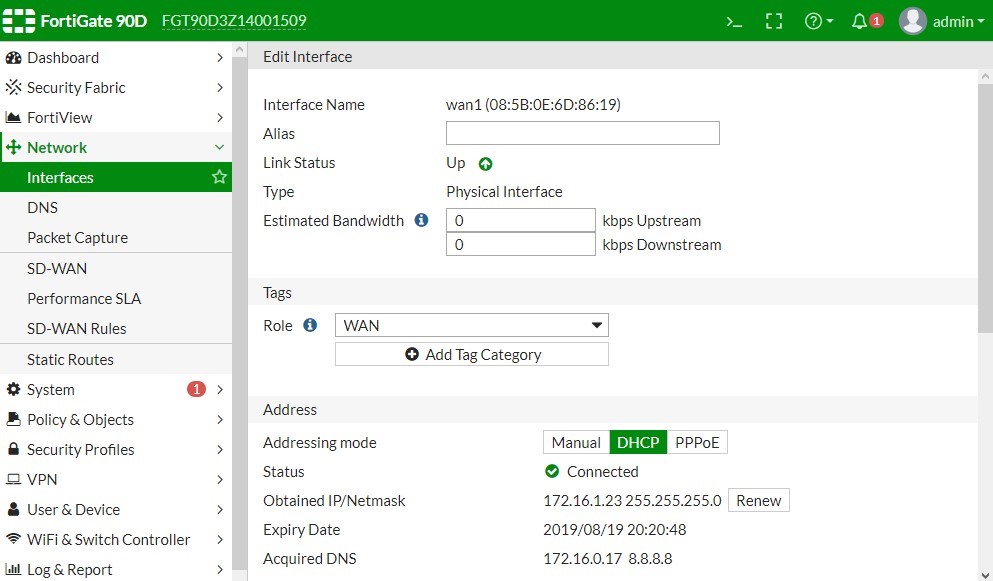 FortiGate 90D FGT90D3Z14001509 >_ 1 admin
Dashboard
Security Fabric
FortiView
Network
Interfaces
DNS
Packet Capture
SD-WAN
Performance SLA
SD-WAN Rules
Static Routes
System 1
Policy & Objects
Security Profiles
VPN
User & Device
WiFi & Switch Controller
Log & Report
Edit Interface
Interface Name wan1 (08:5B:0E:6D:86:19)
Alias
Link Status Up
Type Physical Interface
Estimated Bandwidth 0 kbps Upstream
0 kbps Downstream
Tags
Role WAN
Add Tag Category
Address
Addressing mode Manual DHCP PPPoE
Status Connected
Obtained IP/Netmask 172.16.1.23 255.255.255.0 Renew
Expiry Date 2019/08/19 20:20:48
Acquired DNS 172.16.0.17 8.8.8.8